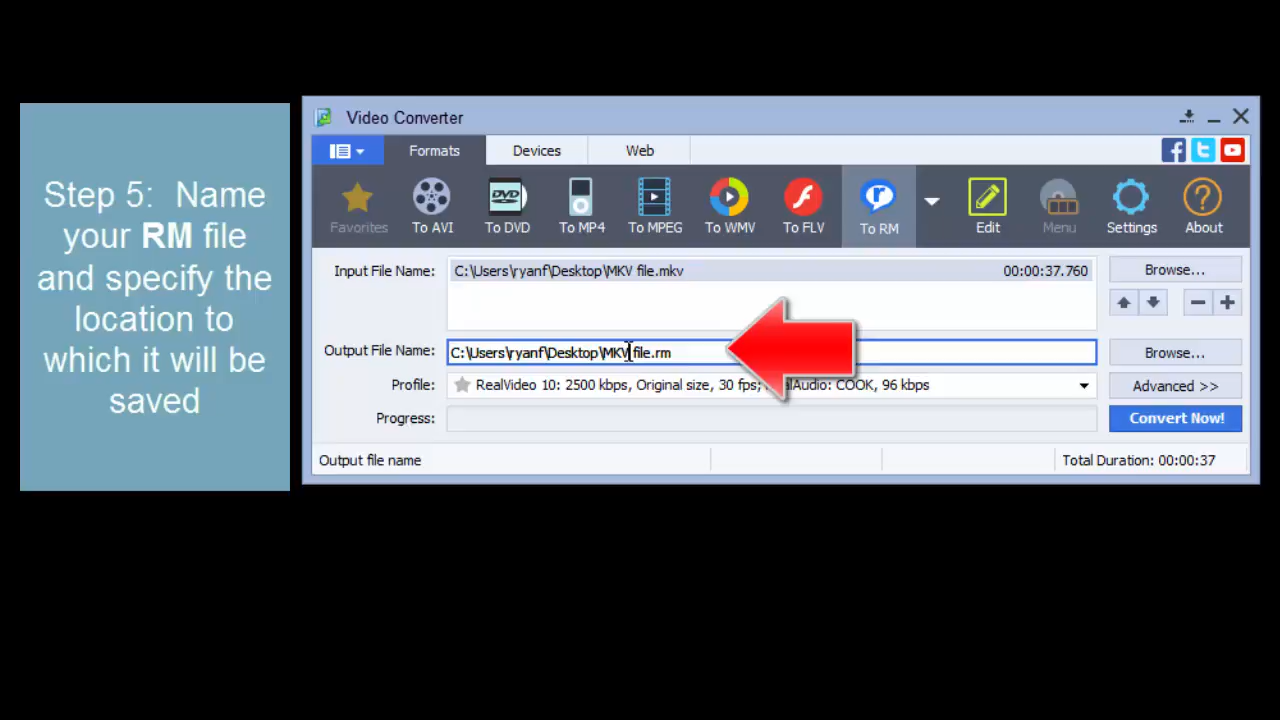 Step 5:  Name
your RM file
and specify the
location to
which it will be
saved
Video Converter
Formats Devices Web
Favorites To AVI To DVD To MP4 To MPEG To WMV To FLV To RM Edit Menu Settings About
DVD
Input File Name: C:\Users\ryanf\Desktop\MKV file.mkv 00:00:37.760 Browse...
Output File Name: C:\Users\ryanf\Desktop\MKV file.rm Browse...
Profile: RealVideo 10: 2500 kbps, Original size, 30 fps; COOK, 96 kbps Advanced >>
Progress: Convert Now!
Output file name Total Duration: 00:00:37